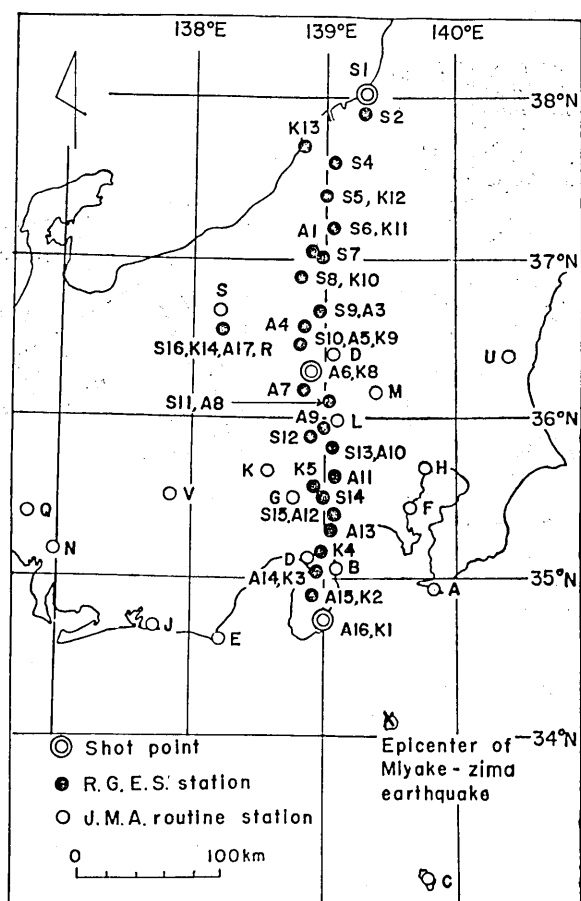 138°E 139°E 140°E
S1
38°N
S2
K13
S4
S5, K12
S6, K11
A1
S7
37°N
S8, K10
S
S9, A3
A4
S10, A5, K9
S16, K14, A17, R
D
U
A6, K8
A7
M
S11, A8
36°N
A9
L
S12
S13, A10
K
K5
A11
H
V
G
S14
Q
S15, A12
F
A13
N
D
K4
B
35°N
A14, K3
A
A15, K2
J
E
A16, K1
34°N
Shot point
Epicenter of
Miyake-zima
earthquake
R.G.E.S.' station
J.M.A. routine station
0 100km
C